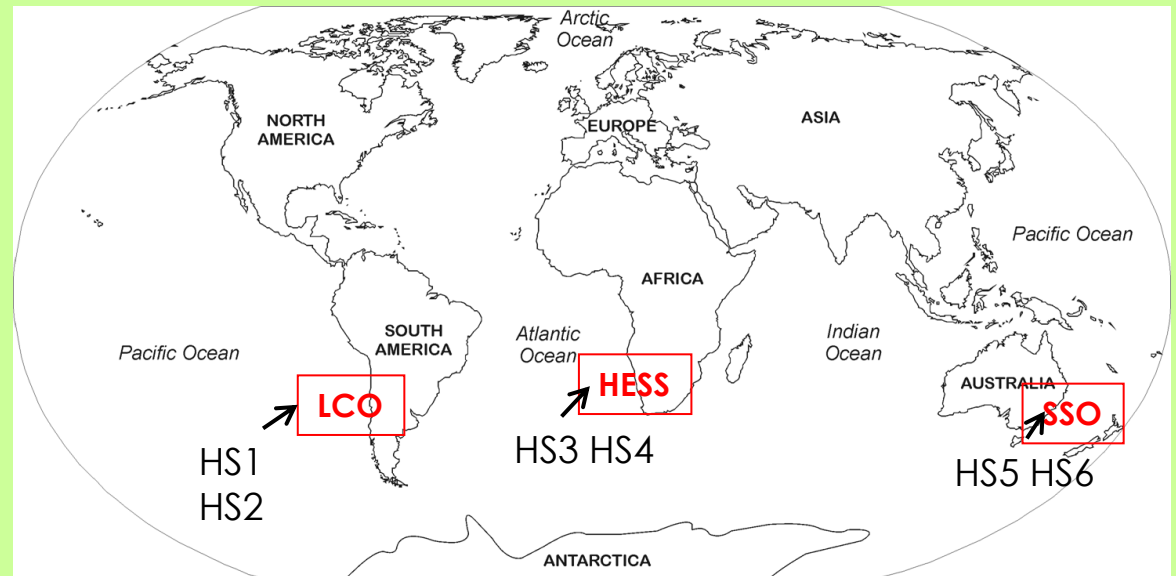 Arctic
Ocean
NORTH
AMERICA
EUROPE
ASIA
Pacific Ocean
AFRICA
SOUTH
AMERICA
Atlantic
Ocean
Indian
Ocean
Pacific Ocean
HESS
AUSTRALIA
LCO
SSO
HS1
HS2
HS3 HS4
HS5 HS6
ANTARCTICA